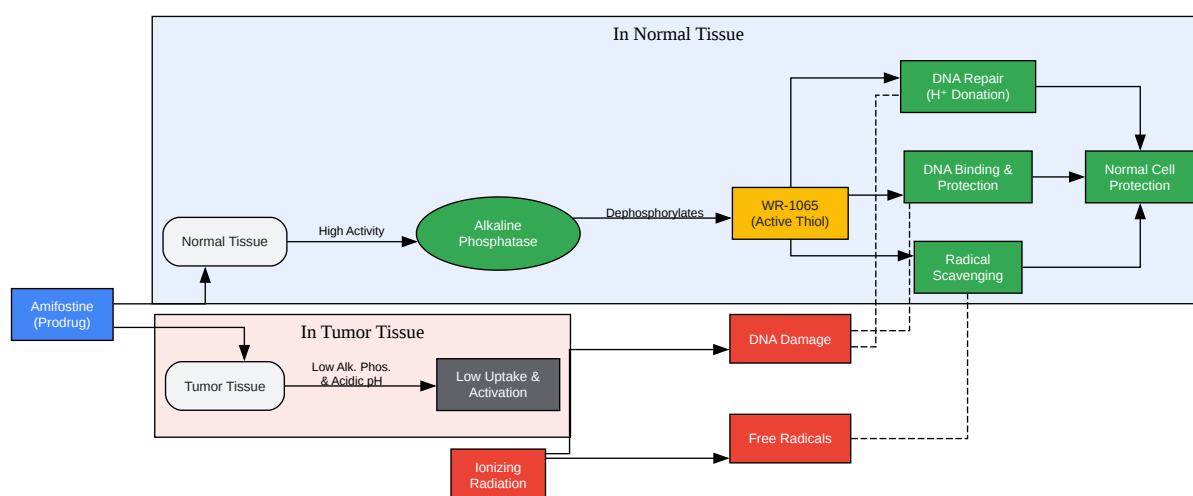 In Normal Tissue
DNA Repair
(H⁺ Donation)
DNA Binding &
Protection
Normal Cell
Protection
WR-1065
(Active Thiol)
Dephosphorylates
Alkaline
Phosphatase
High Activity
Normal Tissue
Radical
Scavenging
Amifostine
(Prodrug)
In Tumor Tissue
Tumor Tissue
Low Alk. Phos.
& Acidic pH
Low Uptake &
Activation
DNA Damage
Free Radicals
Ionizing
Radiation